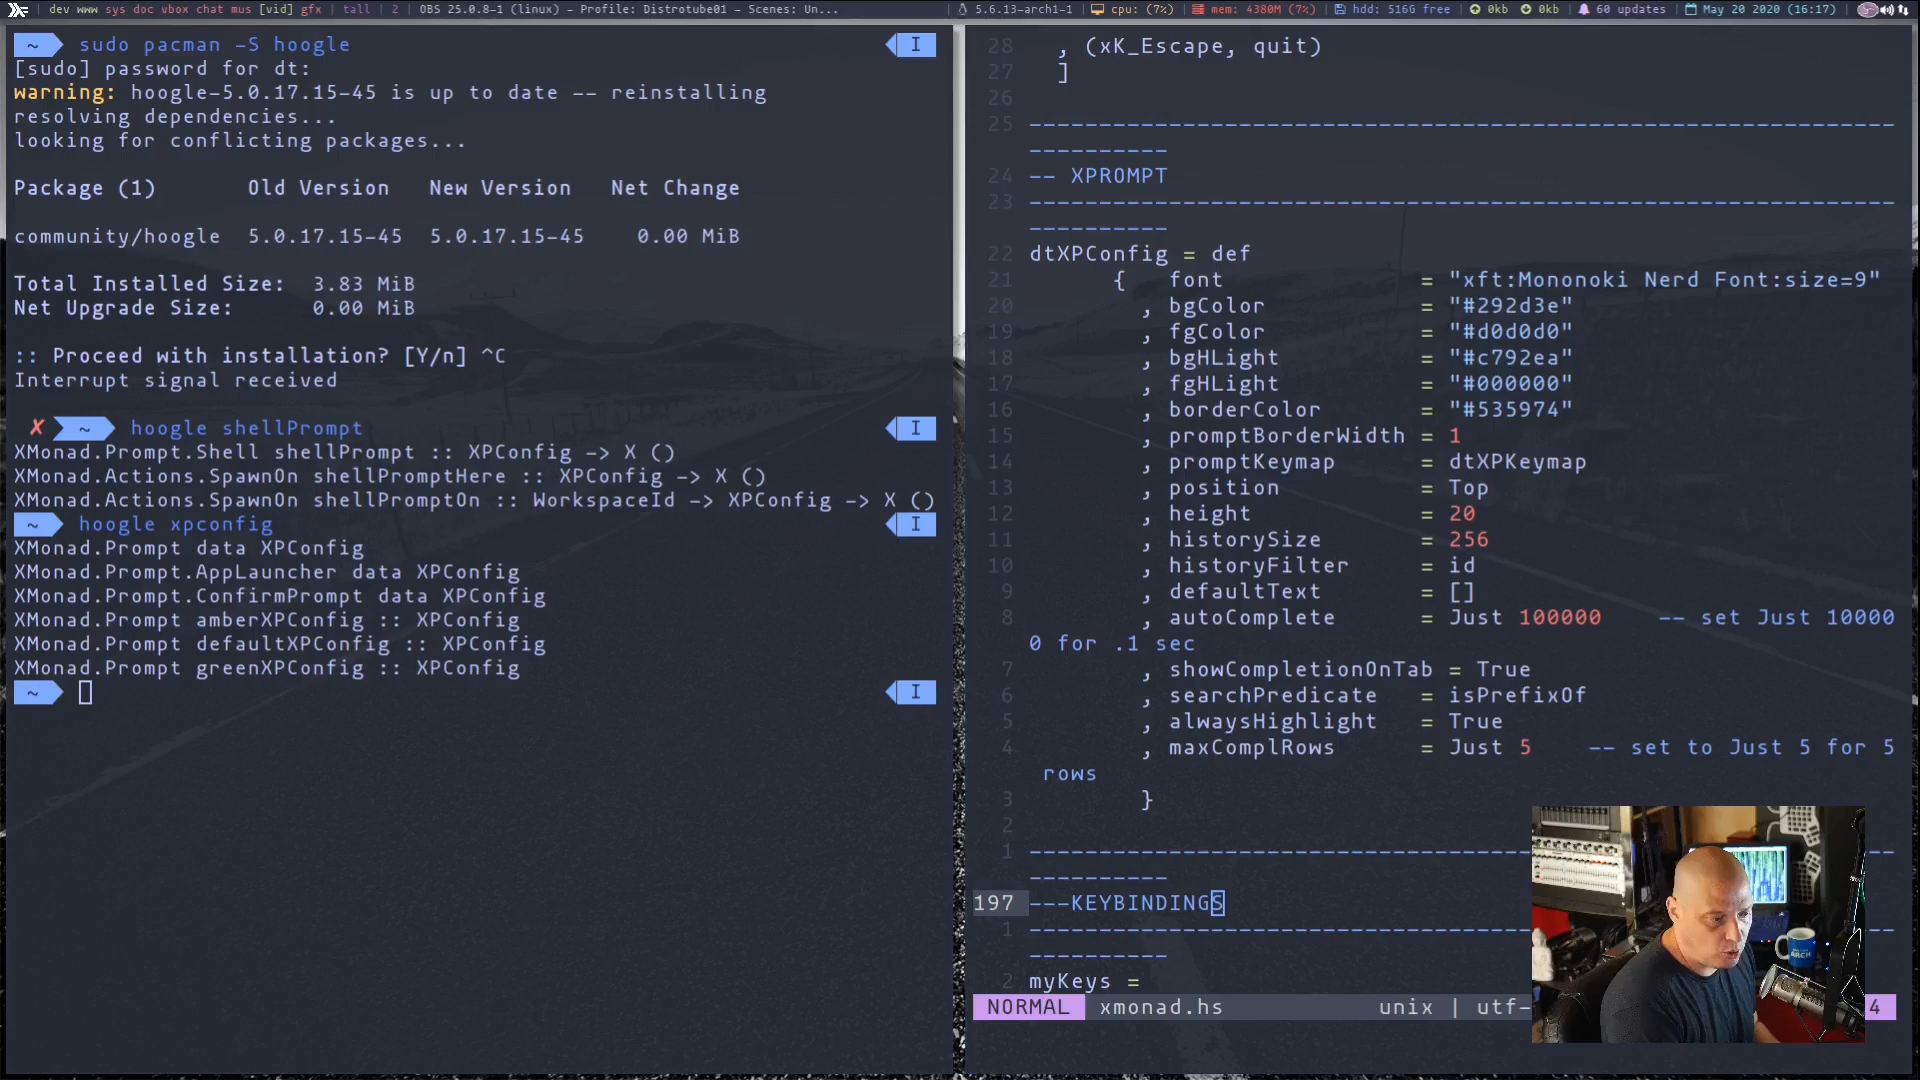 dev www sys doc vbox chat mus [vid] gfx | tall | 2 | OBS 25.0.8-1 (linux) - Profile: Distrotube01 - Scenes: Un...
5.6.13-arch1-1 | cpu: (7%) | mem: 4380M (7%) | hdd: 516G free | 0kb 0kb | 60 updates | May 20 2020 (16:17)
~ sudo pacman -S hoogle I
[sudo] password for dt:
warning: hoogle-5.0.17.15-45 is up to date -- reinstalling
resolving dependencies...
looking for conflicting packages...
Package (1) Old Version New Version Net Change
community/hoogle 5.0.17.15-45 5.0.17.15-45 0.00 MiB
Total Installed Size: 3.83 MiB
Net Upgrade Size: 0.00 MiB
:: Proceed with installation? [Y/n] ^C
Interrupt signal received
✗ ~ hoogle shellPrompt I
XMonad.Prompt.Shell shellPrompt :: XPConfig -> X ()
XMonad.Actions.SpawnOn shellPromptHere :: XPConfig -> X ()
XMonad.Actions.SpawnOn shellPromptOn :: WorkspaceId -> XPConfig -> X ()
~ hoogle xpconfig I
XMonad.Prompt data XPConfig
XMonad.Prompt.AppLauncher data XPConfig
XMonad.Prompt.ConfirmPrompt data XPConfig
XMonad.Prompt amberXPConfig :: XPConfig
XMonad.Prompt defaultXPConfig :: XPConfig
XMonad.Prompt greenXPConfig :: XPConfig
~ I
28 , (xK_Escape, quit)
27 ]
26
25 ---------------------------------------------------------------
----------
24 -- XPROMPT
23 ---------------------------------------------------------------
----------
22 dtXPConfig = def
21 { font = "xft:Mononoki Nerd Font:size=9"
20 , bgColor = "#292d3e"
19 , fgColor = "#d0d0d0"
18 , bgHLight = "#c792ea"
17 , fgHLight = "#000000"
16 , borderColor = "#535974"
15 , promptBorderWidth = 1
14 , promptKeymap = dtXPKeymap
13 , position = Top
12 , height = 20
11 , historySize = 256
10 , historyFilter = id
9 , defaultText = []
8 , autoComplete = Just 100000 -- set Just 10000
0 for .1 sec
7 , showCompletionOnTab = True
6 , searchPredicate = isPrefixOf
5 , alwaysHighlight = True
4 , maxComplRows = Just 5 -- set to Just 5 for 5
rows
3 }
2
1 ---------------------------------------------------------------
----------
197 ---KEYBINDINGS
1 ---------------------------------------------------------------
----------
2 myKeys =
NORMAL xmonad.hs unix | utf- 4
ARCH